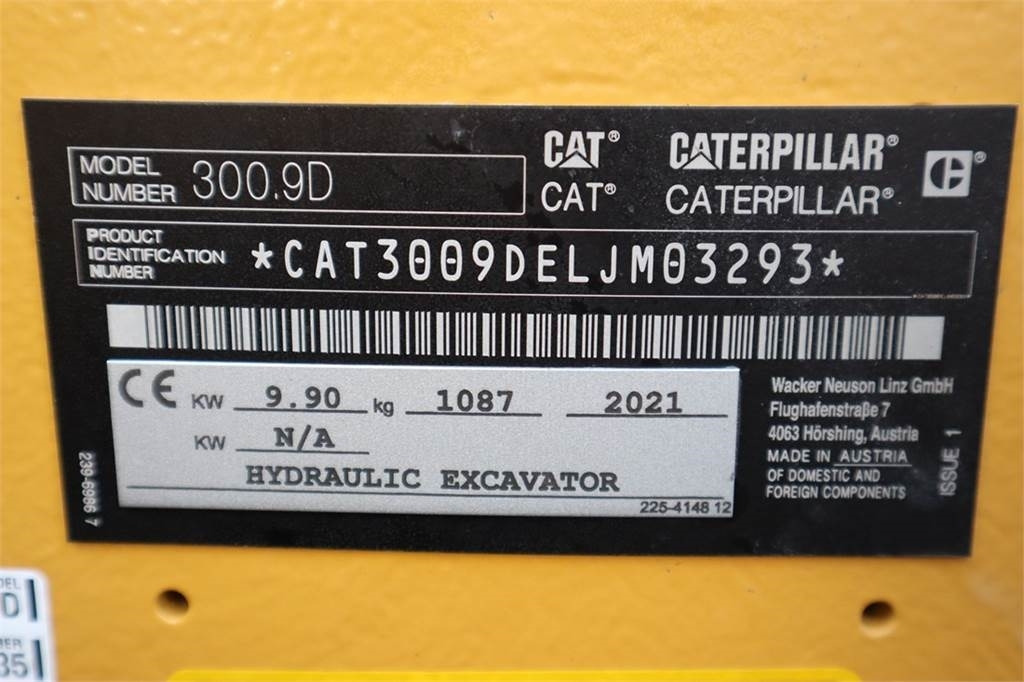 MODEL NUMBER 300.9D
CAT® CATERPILLAR®
CAT® CATERPILLAR®
PRODUCT IDENTIFICATION NUMBER *CAT3009DELJM03293*
CE KW 9.90 kg 1087 2021
KW N/A
HYDRAULIC EXCAVATOR
225-4148 12
239-6986 7
Wacker Neuson Linz GmbH
Flughafenstraße 7
4063 Hörshing, Austria
MADE IN AUSTRIA
OF DOMESTIC AND
FOREIGN COMPONENTS
ISSUE 1
D
35